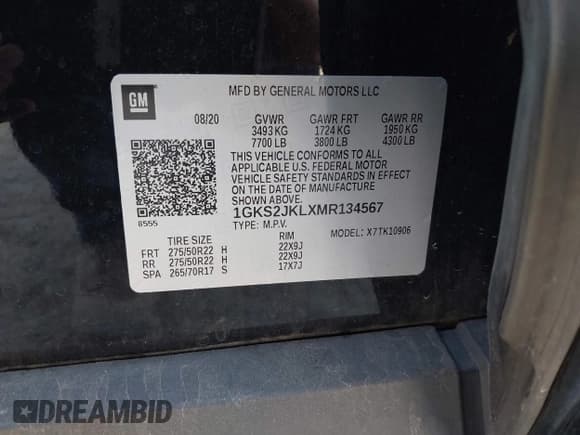 GM
MFD BY GENERAL MOTORS LLC
08/20 GVWR GAWR FRT GAWR RR
3493 KG 1724 KG 1950 KG
7700 LB 3800 LB 4300 LB
THIS VEHICLE CONFORMS TO ALL
APPLICABLE U.S. FEDERAL MOTOR
VEHICLE SAFETY STANDARDS IN EFFECT
ON THE DATE OF MANUFACTURE
SHOWN ABOVE.
1GKS2JKLXMR134567
8555 TYPE: M.P.V. MODEL: X7TK10906
TIRE SIZE RIM
FRT 275/50R22 H 22X9J
RR 275/50R22 H 22X9J
SPA 265/70R17 S 17X7J
DREAMBID